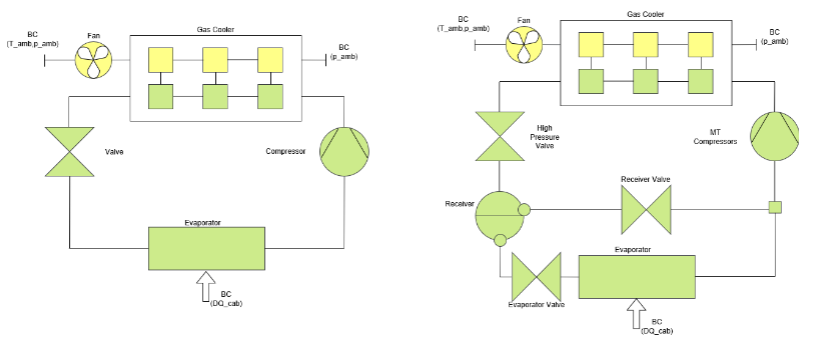 Gas Cooler
Fan
BC
(T_amb,p_amb)
BC
(p_amb)
Valve
Compressor
Evaporator
BC
(DQ_cab)
Gas Cooler
Fan
BC
(T_amb,p_amb)
BC
(p_amb)
High
Pressure
Valve
MT
Compressors
Receiver Valve
Receiver
Evaporator
Evaporator Valve
BC
(DQ_cab)